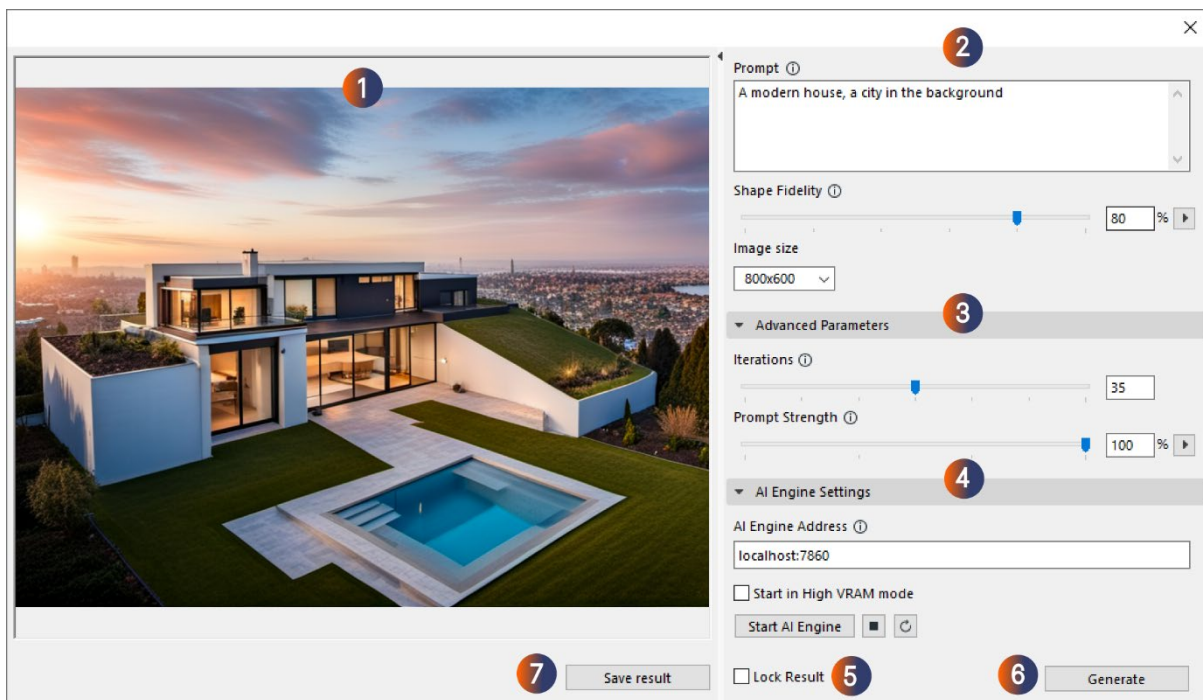 1
2
Prompt
A modern house, a city in the background
Shape Fidelity
80 %
Image size
800x600
3
Advanced Parameters
Iterations
35
Prompt Strength
100 %
4
AI Engine Settings
AI Engine Address
localhost:7860
Start in High VRAM mode
Start AI Engine
7 Save result
Lock Result 5
6 Generate